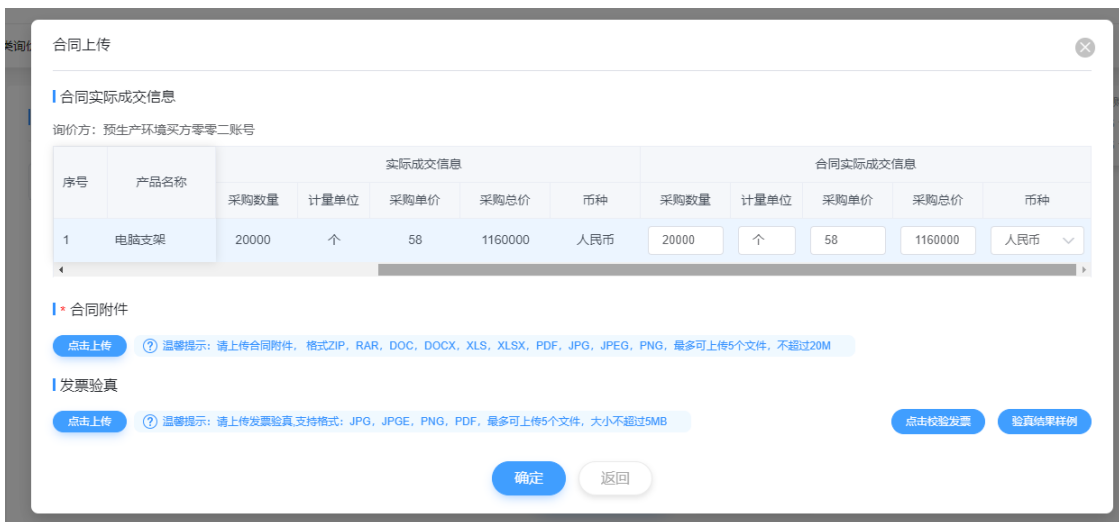 类询价
合同上传
合同实际成交信息
询价方：预生产环境买方零零二账号
序号 产品名称 实际成交信息 合同实际成交信息
采购数量 计量单位 采购单价 采购总价 币种 采购数量 计量单位 采购单价 采购总价 币种
1 电脑支架 20000 个 58 1160000 人民币 20000 个 58 1160000 人民币
* 合同附件
点击上传 ? 温馨提示：请上传合同附件， 格式ZIP，RAR，DOC，DOCX，XLS，XLSX，PDF，JPG，JPEG，PNG，最多可上传5个文件，不超过20M
发票验真
点击上传 ? 温馨提示：请上传发票验真,支持格式：JPG，JPGE，PNG，PDF，最多可上传5个文件，大小不超过5MB 点击校验发票 验真结果样例
确定 返回